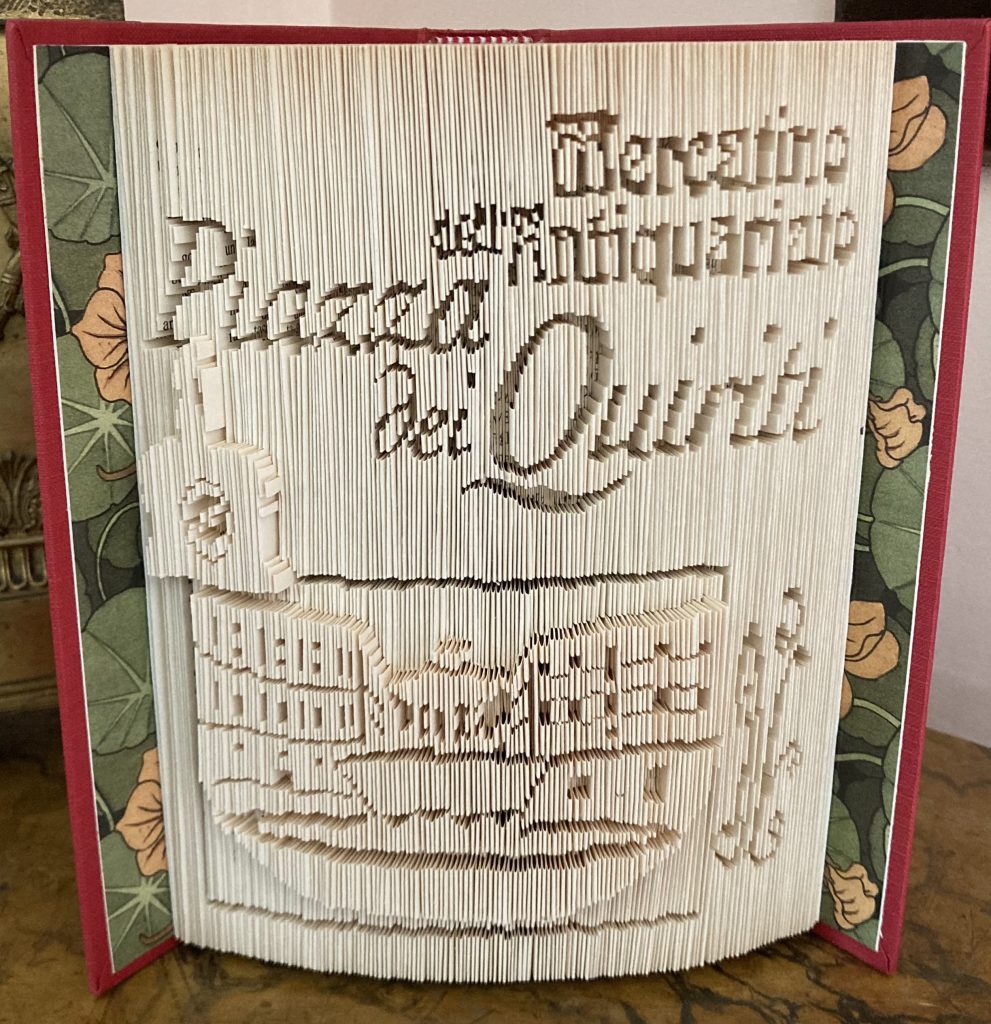 Mercatino
dell'Antiquariato
Piazza
dei Quiriti